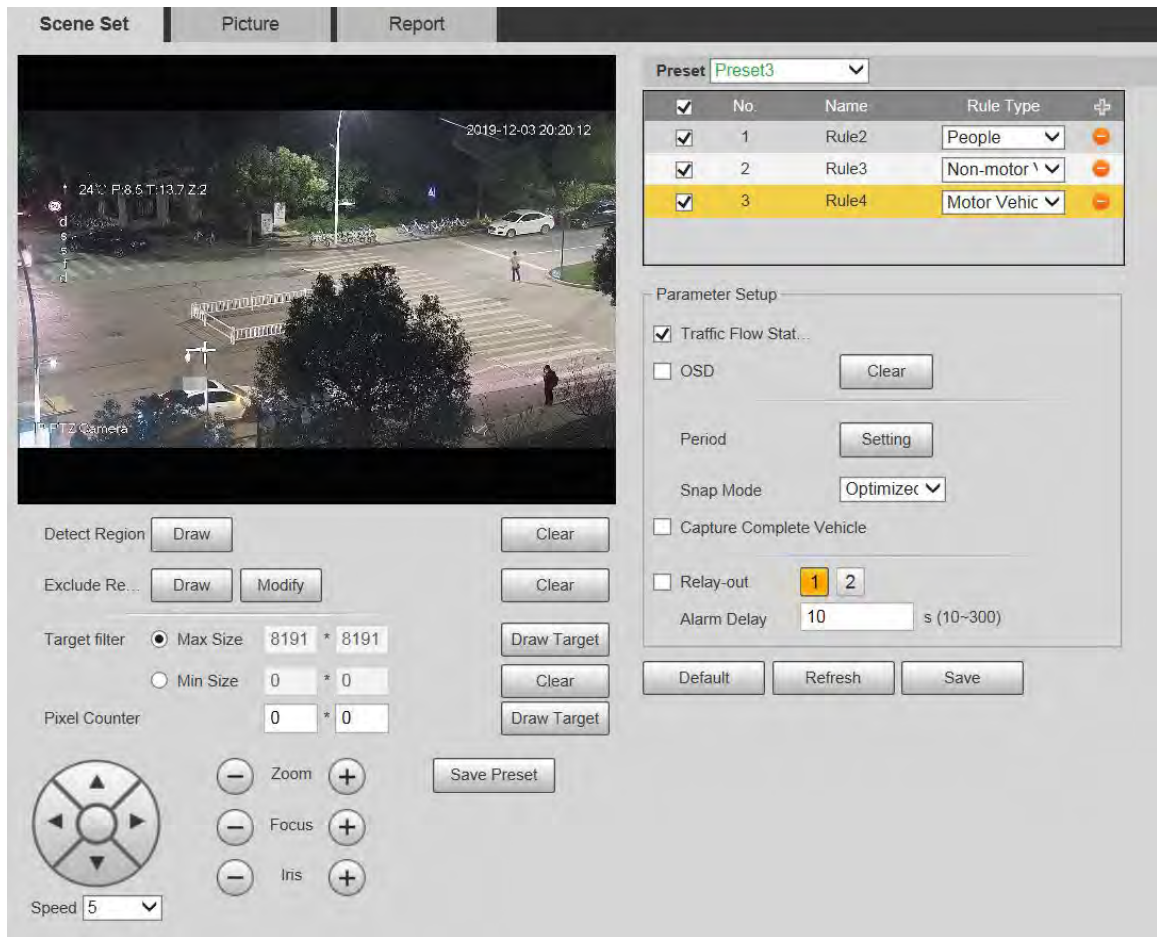 Scene Set Picture Report
2019-12-03 20:20:12
24℃ P:8.5 T:13.7 Z:2
d
s
s
f
d
IP PTZ Camera
Detect Region Draw Clear
Exclude Re... Draw Modify Clear
Target filter Max Size 8191 * 8191 Draw Target
Min Size 0 * 0 Clear
Pixel Counter 0 * 0 Draw Target
Zoom Save Preset
Focus
Iris
Speed 5
Preset Preset3
No. Name Rule Type
1 Rule2 People
2 Rule3 Non-motor V
3 Rule4 Motor Vehic
Parameter Setup
Traffic Flow Stat...
OSD Clear
Period Setting
Snap Mode Optimizec
Capture Complete Vehicle
Relay-out 1 2
Alarm Delay 10 s (10~300)
Default Refresh Save